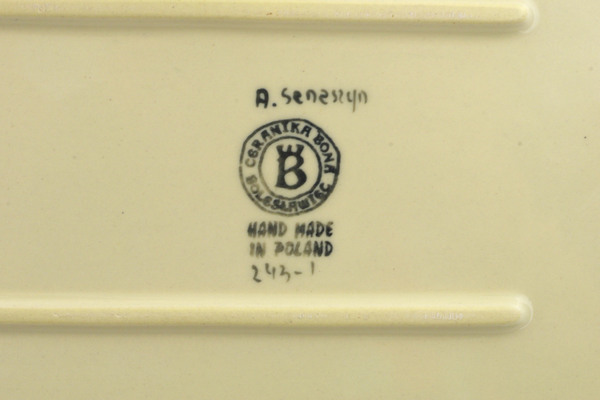 A. Seneszyn
CERAMIKA BONA
B
BOLESŁAWIEC
HAND MADE
IN POLAND
243-1